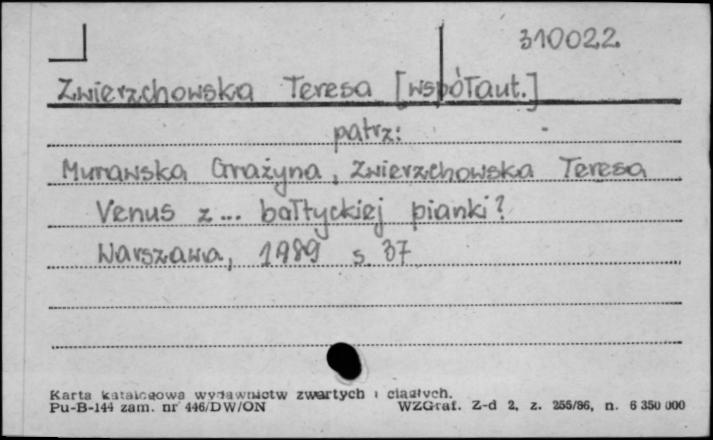 310022
Zwierzchowska Teresa [współaut.]
patrz:
Murawska Grażyna, Zwierzchowska Teresa
Venus z... bałtyckiej pianki?
Warszawa, 1989 s. 37
Karta katalogowa wydawnictw zwartych i ciągłych.
Pu-B-144 zam. nr 446/DW/ON WZGraf. Z-d 2, z. 255/86, n. 6 350 000